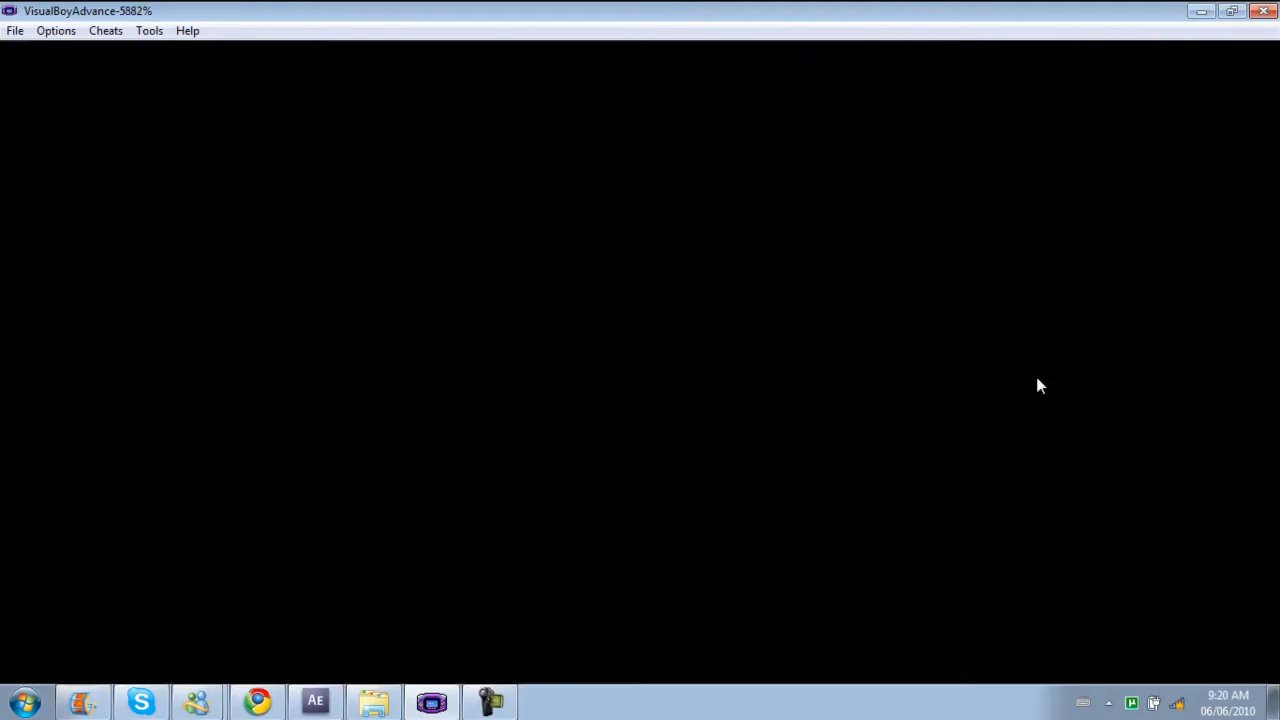 VisualBoyAdvance-5882%
File Options Cheats Tools Help
S
AE
µ
9:20 AM
06/06/2010